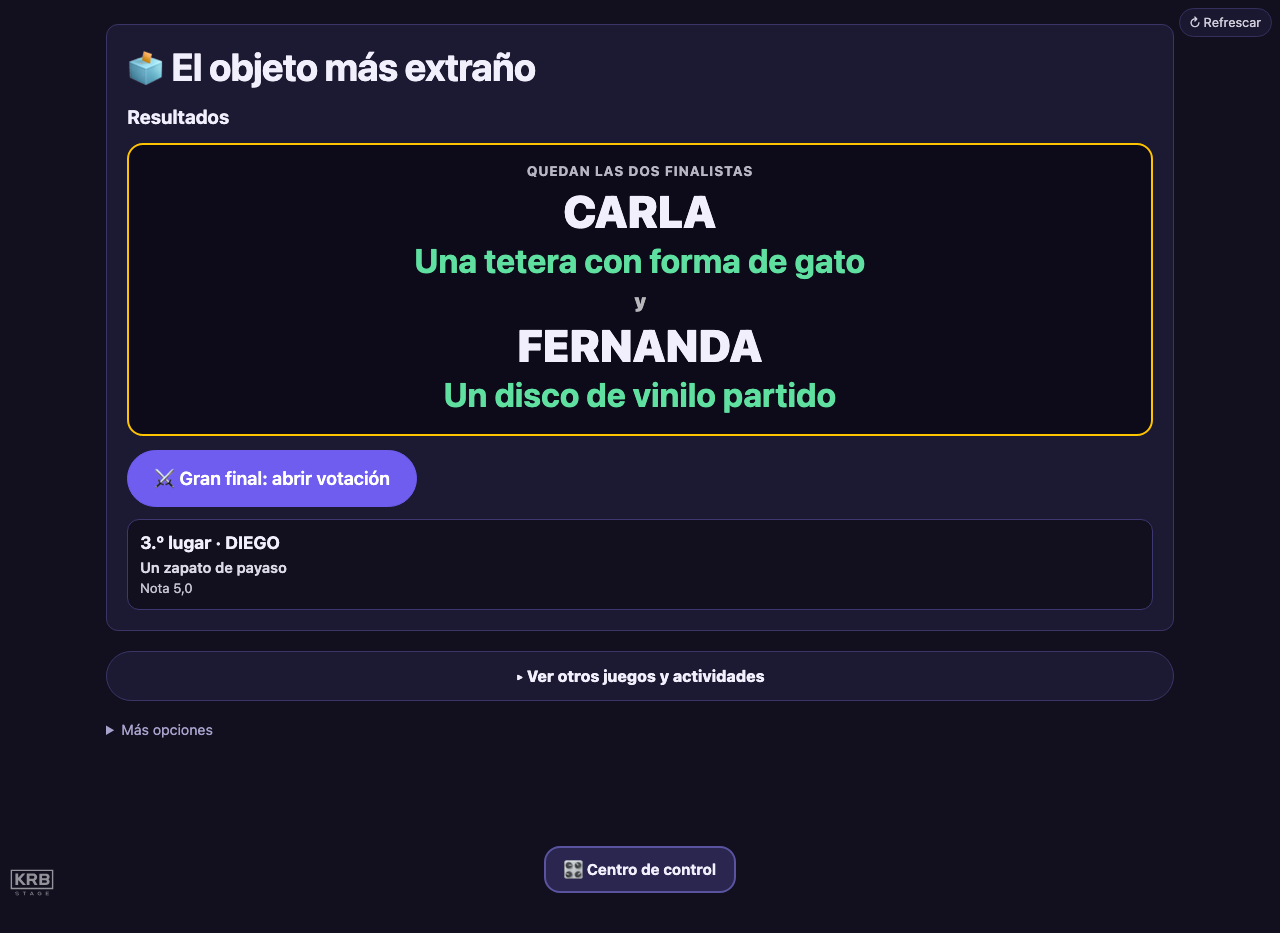 Refrescar
El objeto más extraño
Resultados
QUEDAN LAS DOS FINALISTAS
CARLA
Una tetera con forma de gato
y
FERNANDA
Un disco de vinilo partido
Gran final: abrir votación
3.º lugar · DIEGO
Un zapato de payaso
Nota 5,0
Ver otros juegos y actividades
Más opciones
Centro de control
KRB
STAGE